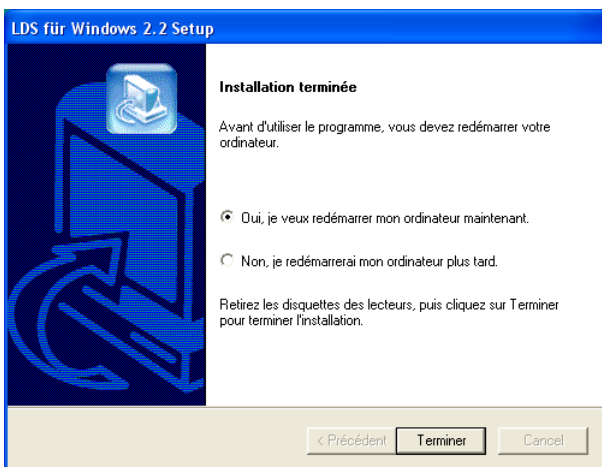 LDS für Windows 2.2 Setup
Installation terminée
Avant d'utiliser le programme, vous devez redémarrer votre
ordinateur.
Oui, je veux redémarrer mon ordinateur maintenant.
Non, je redémarrerai mon ordinateur plus tard.
Retirez les disquettes des lecteurs, puis cliquez sur Terminer
pour terminer l'installation.
< Précédent Terminer Cancel